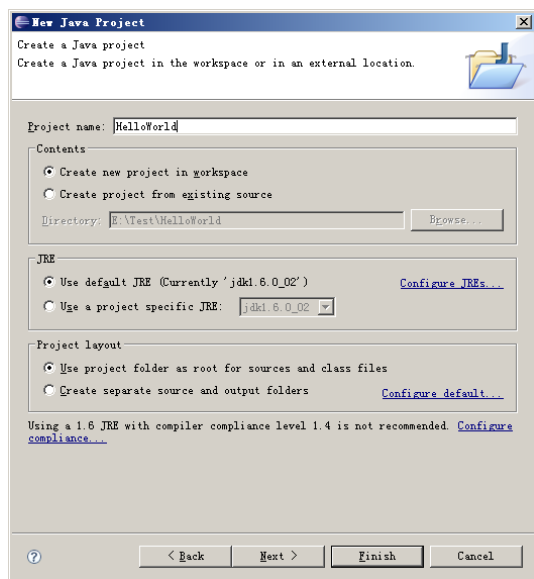 New Java Project
Create a Java project
Create a Java project in the workspace or in an external location.
Project name: HelloWorld
Contents
Create new project in workspace
Create project from existing source
Directory: E:\Test\HelloWorld Browse...
JRE
Use default JRE (Currently 'jdk1.6.0_02') Configure JREs...
Use a project specific JRE: jdk1.6.0_02
Project layout
Use project folder as root for sources and class files
Create separate source and output folders Configure default...
Using a 1.6 JRE with compiler compliance level 1.4 is not recommended. Configure
compliance...
? < Back Next > Finish Cancel